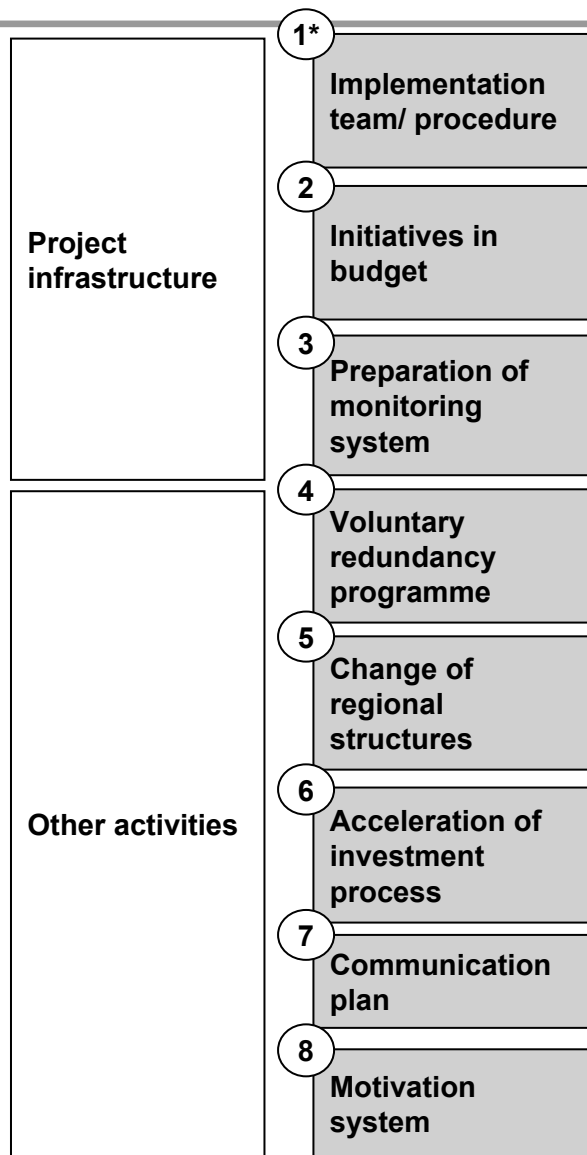 Project
infrastructure
1*
Implementation
team/ procedure
2
Initiatives in
budget
3
Preparation of
monitoring
system
Other activities
4
Voluntary
redundancy
programme
5
Change of
regional
structures
6
Acceleration of
investment
process
7
Communication
plan
8
Motivation
system